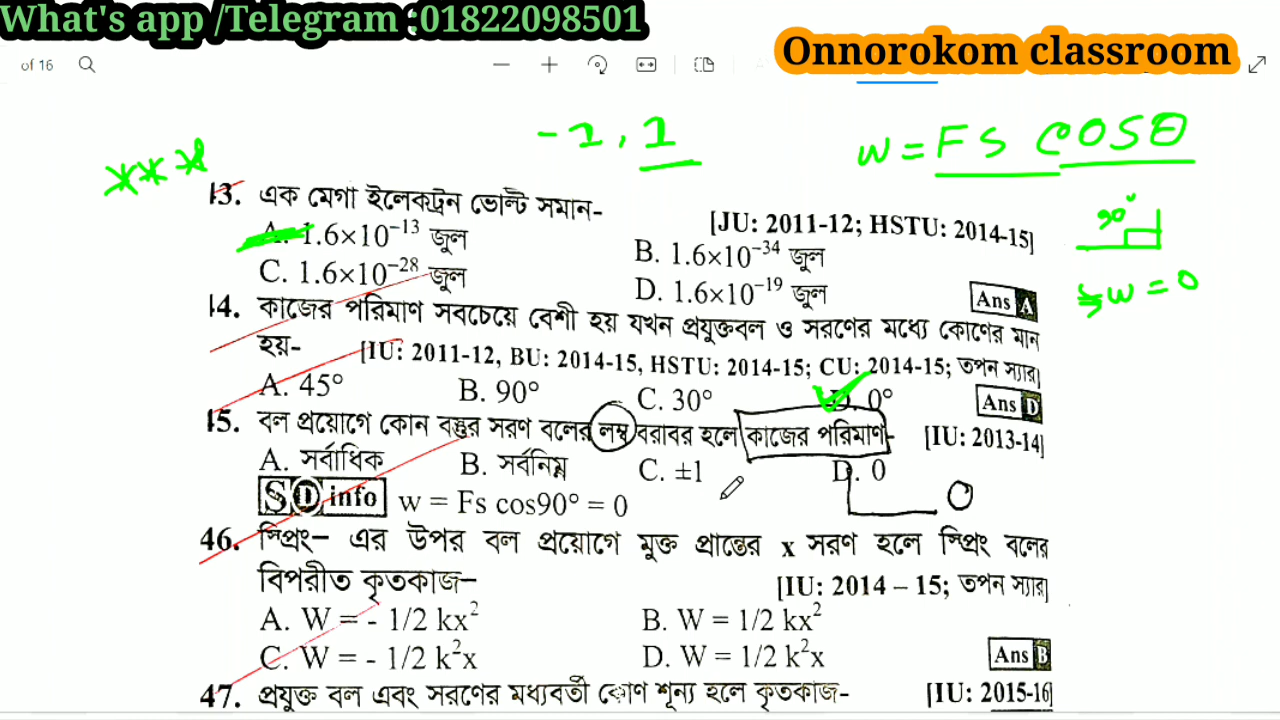 What's app /Telegram :01822098501
Onnorokom classroom
of 16
-1, 1
W = FS COSθ
***
13. এক মেগা ইলেকট্রন ভোল্ট সমান-
[JU: 2011-12; HSTU: 2014-15]
A. 1.6×10⁻¹³ জুল
B. 1.6×10⁻³⁴ জুল
C. 1.6×10⁻²⁸ জুল
D. 1.6×10⁻¹⁹ জুল
Ans A
90°
W = 0
14. কাজের পরিমাণ সবচেয়ে বেশী হয় যখন প্রযুক্তবল ও সরণের মধ্যে কোণের মান
হয়- [IU: 2011-12, BU: 2014-15, HSTU: 2014-15; CU: 2014-15; তপন স্যার]
A. 45° B. 90° C. 30° D. 0° Ans D
15. বল প্রয়োগে কোন বস্তুর সরণ বলের লম্ব বরাবর হলে কাজের পরিমাণ- [IU: 2013-14]
A. সর্বাধিক B. সর্বনিম্ন C. ±1 D. 0
S D info w = Fs cos90° = 0
0
46. স্প্রিং– এর উপর বল প্রয়োগে মুক্ত প্রান্তের x সরণ হলে স্প্রিং বলের
বিপরীত কৃতকাজ– [IU: 2014 – 15; তপন স্যার]
A. W = - 1/2 kx² B. W = 1/2 kx²
C. W = - 1/2 k²x D. W = 1/2 k²x Ans B
47. প্রযুক্ত বল এবং সরণের মধ্যবর্তী কোণ শূন্য হলে কৃতকাজ- [IU: 2015-16]